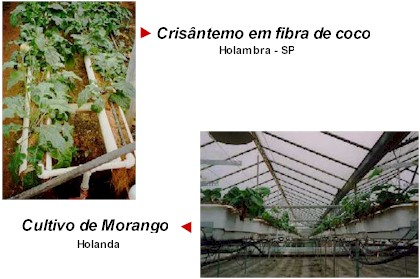 Crisântemo em fibra de coco
Holambra - SP
Cultivo de Morango
Holanda